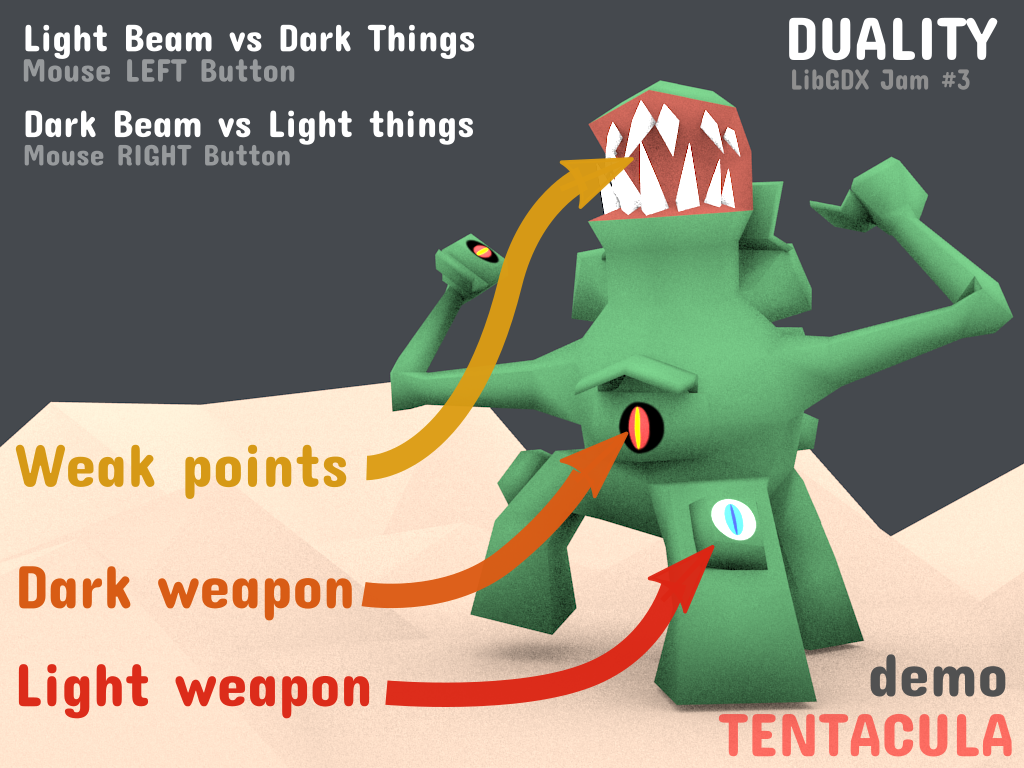 Light Beam vs Dark Things
Mouse LEFT Button
Dark Beam vs Light things
Mouse RIGHT Button
DUALITY
LibGDX Jam #3
Weak points
Dark weapon
Light weapon
demo
TENTACULA